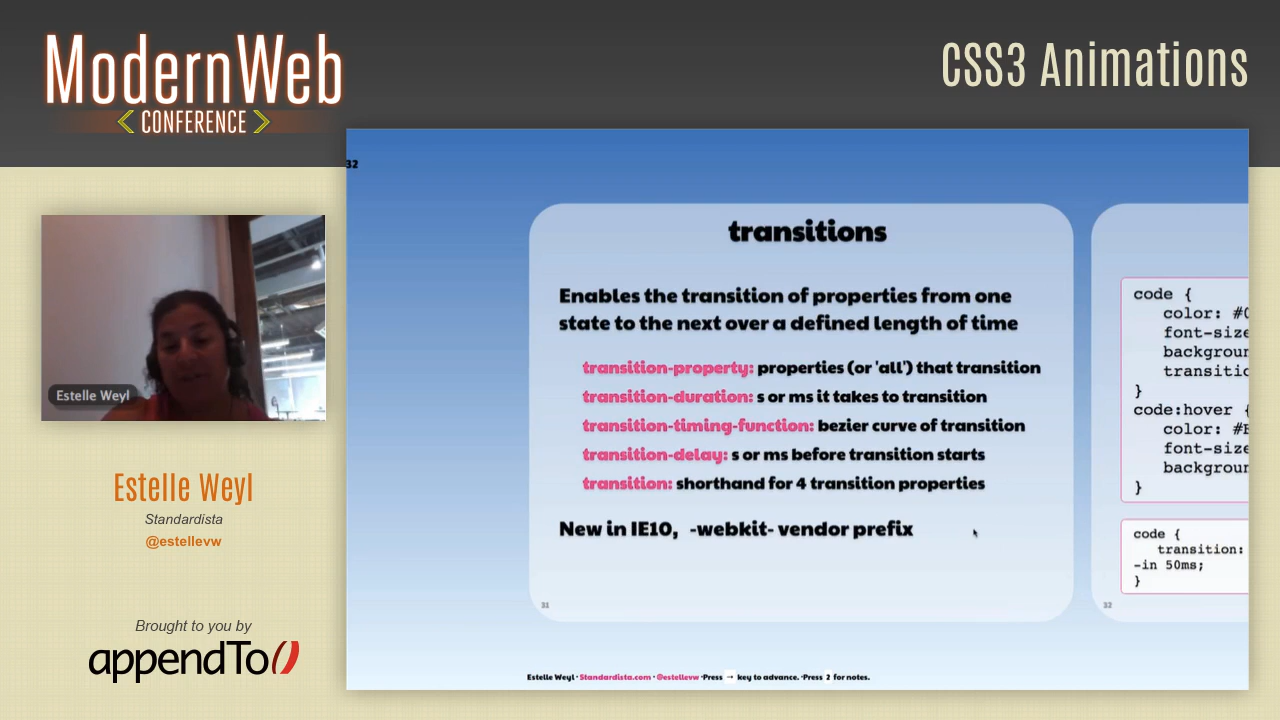 ModernWeb
CONFERENCE
CSS3 Animations
32
transitions
Enables the transition of properties from one
state to the next over a defined length of time
transition-property: properties (or 'all') that transition
transition-duration: s or ms it takes to transition
transition-timing-function: bezier curve of transition
transition-delay: s or ms before transition starts
transition: shorthand for 4 transition properties
New in IE10, -webkit- vendor prefix
31
code {
color:
font-size
}
code:hover {
color:
font-size
}
code {
transition:
-in 50ms;
}
32
Estelle Weyl · Standardista.com · @estellevw ·Press → key to advance. ·Press 2 for notes.
Estelle Weyl
Estelle Weyl
Standardista
@estellevw
Brought to you by
appendTo()